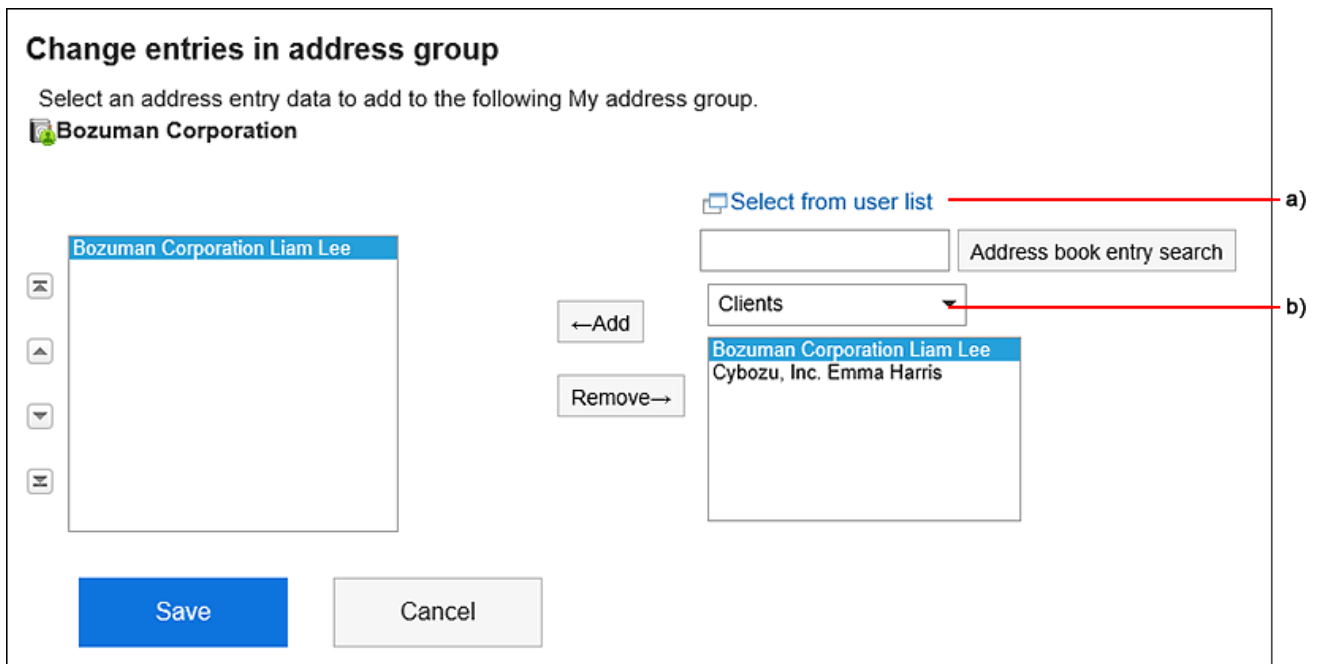 Change entries in address group
Select an address entry data to add to the following My address group.
Bozuman Corporation
Select from user list
a)
Bozuman Corporation Liam Lee
Address book entry search
Clients
b)
←Add
Bozuman Corporation Liam Lee
Cybozu, Inc. Emma Harris
Remove→
Save
Cancel